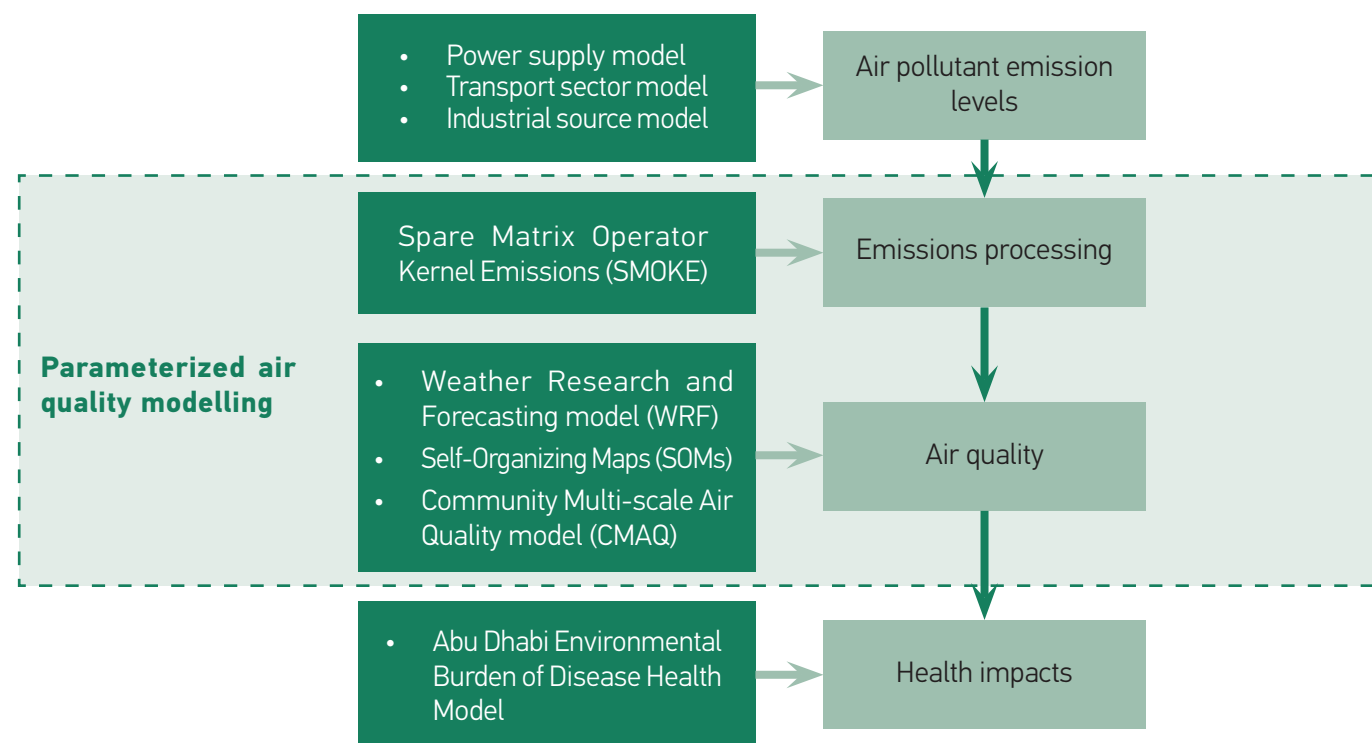 • Power supply model
• Transport sector model
• Industrial source model
Air pollutant emission
levels
Spare Matrix Operator
Kernel Emissions (SMOKE)
Emissions processing
Parameterized air
quality modelling
• Weather Research and
Forecasting model (WRF)
• Self-Organizing Maps (SOMs)
• Community Multi-scale Air
Quality model (CMAQ)
Air quality
• Abu Dhabi Environmental
Burden of Disease Health
Model
Health impacts